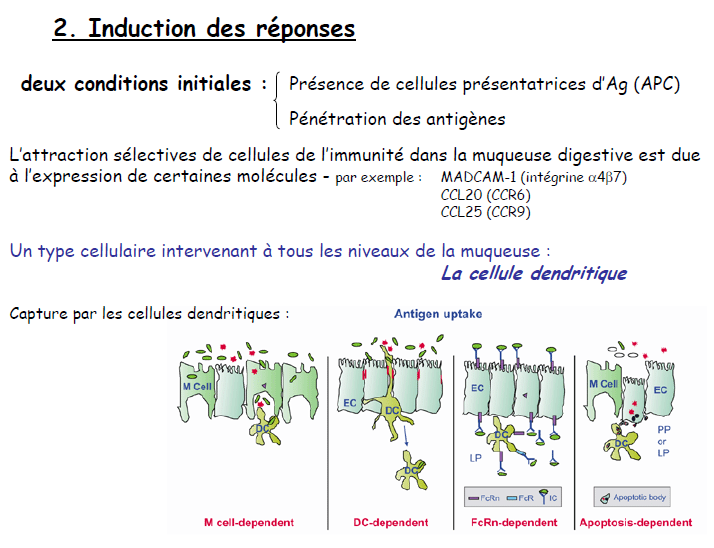 2. Induction des réponses
deux conditions initiales :
Présence de cellules présentatrices d'Ag (APC)
Pénétration des antigènes
L'attraction sélectives de cellules de l'immunité dans la muqueuse digestive est due
à l'expression de certaines molécules - par exprès : MADCAM-1 (intégrine α4β7)
CCL20 (CCR6)
CCL25 (CCR9)
Un type cellulaire intervenant à tous les niveaux de la muqueuse :
La cellule dendritique
Capture par les cellules dendritiques :
Antigen uptake
M Cell
DC
EC
DC
DC
EC
DC
LP
FcRn
FcR
IC
M Cell
EC
DC
PP
or
LP
Apoptotic body
M cell-dependent
DC-dependent
FcRn-dependent
Apoptosis-dependent